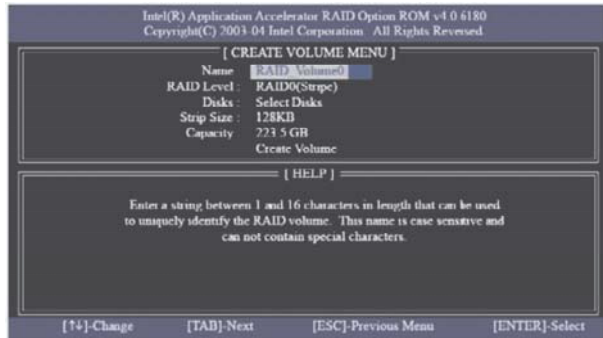 Intel(R) Application Accelerator RAID Option ROM v4 0 6180
Copyright(C) 2003-04 Intel Corporation All Rights Reversed
[ CREATE VOLUME MENU ]
Name RAID_Volume0
RAID Level : RAID0(Stripe)
Disks : Select Disks
Strip Size : 128KB
Capacity 223 5 GB
Create Volume
[ HELP ]
Enter a string between 1 and 16 characters in length that can be used
to uniquely identify the RAID volume. This name is case sensitive and
can not contain special characters.
[↑↓]-Change [TAB]-Next [ESC]-Previous Menu [ENTER]-Select